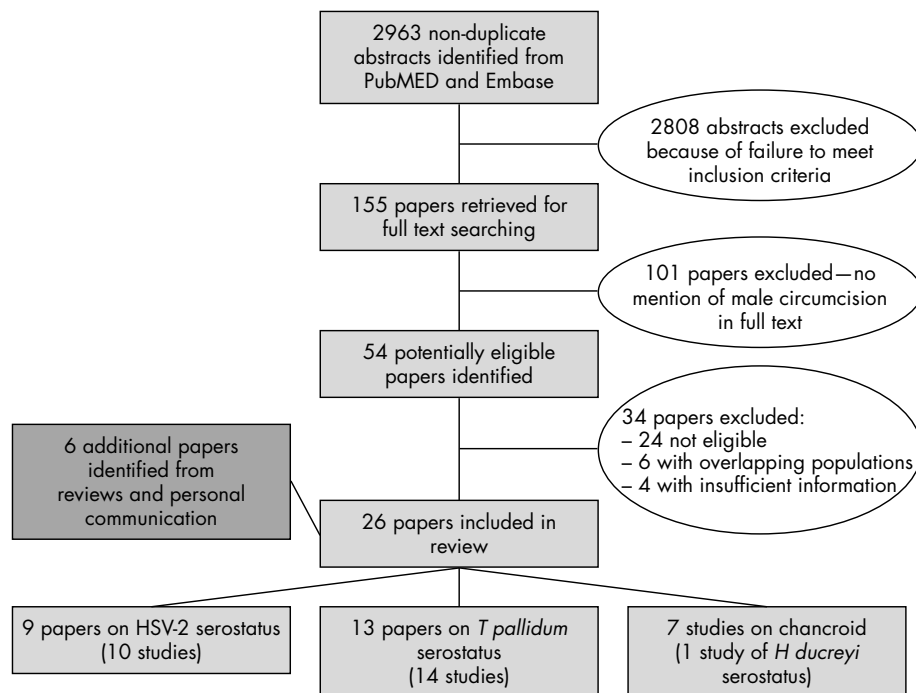 2963 non-duplicate
abstracts identified from
PubMED and Embase
2808 abstracts excluded
because of failure to meet
inclusion criteria
155 papers retrieved for
full text searching
101 papers excluded—no
mention of male circumcision
in full text
54 potentially eligible
papers identified
34 papers excluded:
– 24 not eligible
– 6 with overlapping populations
– 4 with insufficient information
6 additional papers
identified from
reviews and personal
communication
26 papers included in
review
9 papers on HSV-2 serostatus
(10 studies)
13 papers on T pallidum
serostatus
(14 studies)
7 studies on chancroid
(1 study of H ducreyi
serostatus)